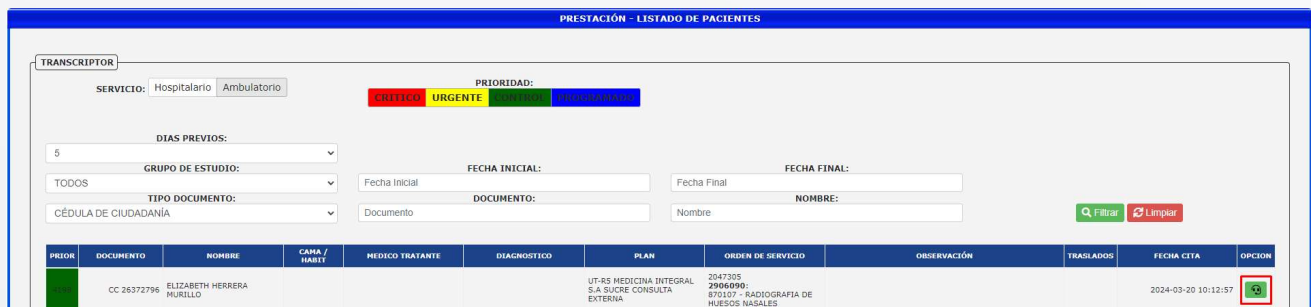 PRESTACIÓN - LISTADO DE PACIENTES
TRANSCRIPTOR
SERVICIO: Hospitalario Ambulatorio
PRIORIDAD:
CRITICO URGENTE CONTROL PROGRAMADO
DIAS PREVIOS:
5
GRUPO DE ESTUDIO: FECHA INICIAL: FECHA FINAL:
TODOS Fecha Inicial Fecha Final
TIPO DOCUMENTO: DOCUMENTO: NOMBRE:
CÉDULA DE CIUDADANÍA Documento Nombre Filtrar Limpiar
PRIOR DOCUMENTO NOMBRE CAMA / HABIT MEDICO TRATANTE DIAGNOSTICO PLAN ORDEN DE SERVICIO OBSERVACIÓN TRASLADOS FECHA CITA OPCION
CC 26372796
ELIZABETH HERRERA
MURILLO
UT-R5 MEDICINA INTEGRAL
S.A SUCRE CONSULTA
EXTERNA
2047305
2906090:
870107 - RADIOGRAFIA DE
HUESOS NASALES
2024-03-20 10:12:57